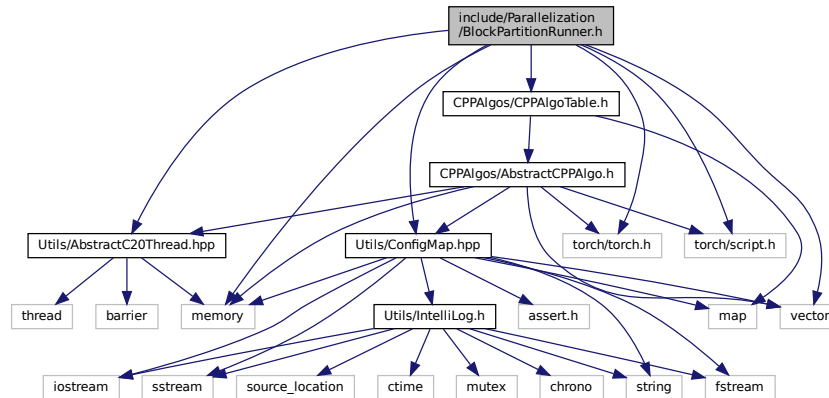 include/Parallelization
/BlockPartitionRunner.h
CPPAlgos/CPPAlgoTable.h
CPPAlgos/AbstractCPPAlgo.h
Utils/AbstractC20Thread.hpp
Utils/ConfigMap.hpp
torch/torch.h
torch/script.h
thread
barrier
memory
Utils/IntelliLog.h
assert.h
map
vector
iostream
sstream
source_location
ctime
mutex
chrono
string
fstream